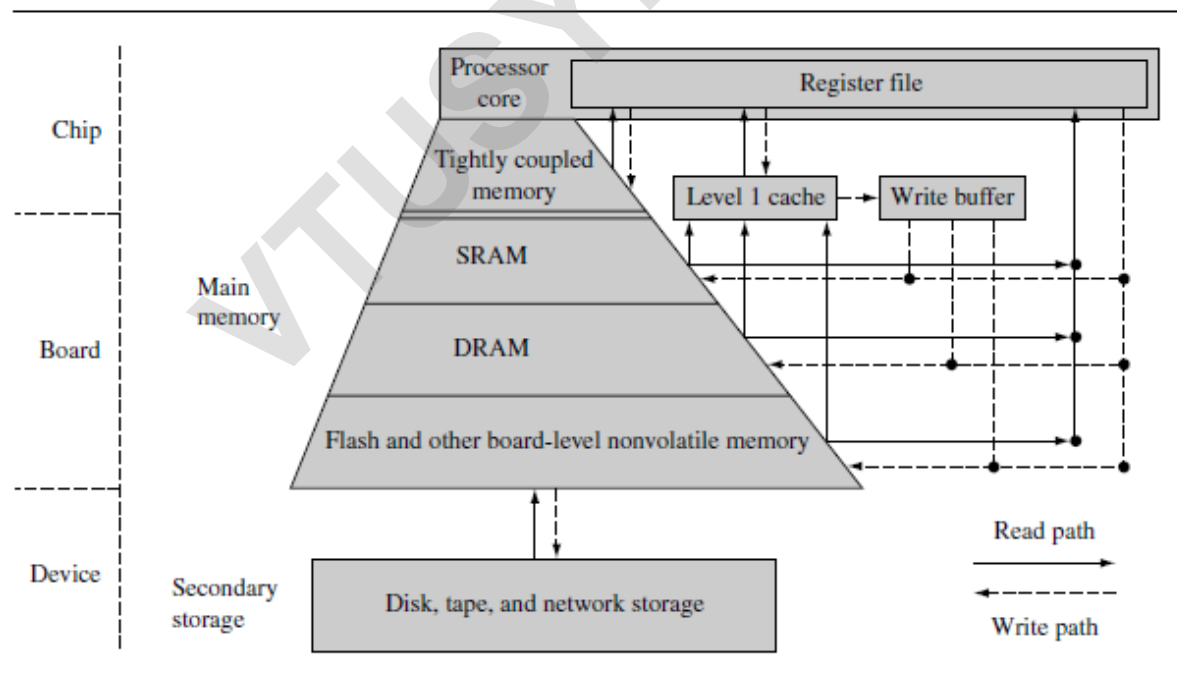 VTUSY
Processor
core
Register file
Chip
Tightly coupled
memory
Level 1 cache
Write buffer
SRAM
Main
memory
Board
DRAM
Flash and other board-level nonvolatile memory
Read path
Device
Secondary
storage
Disk, tape, and network storage
Write path